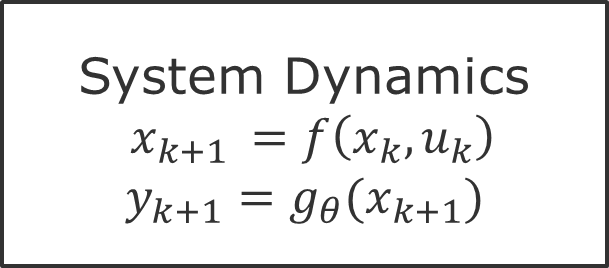 System Dynamics
x_{k+1} = f(x_k, u_k)
y_{k+1} = g_θ(x_{k+1})